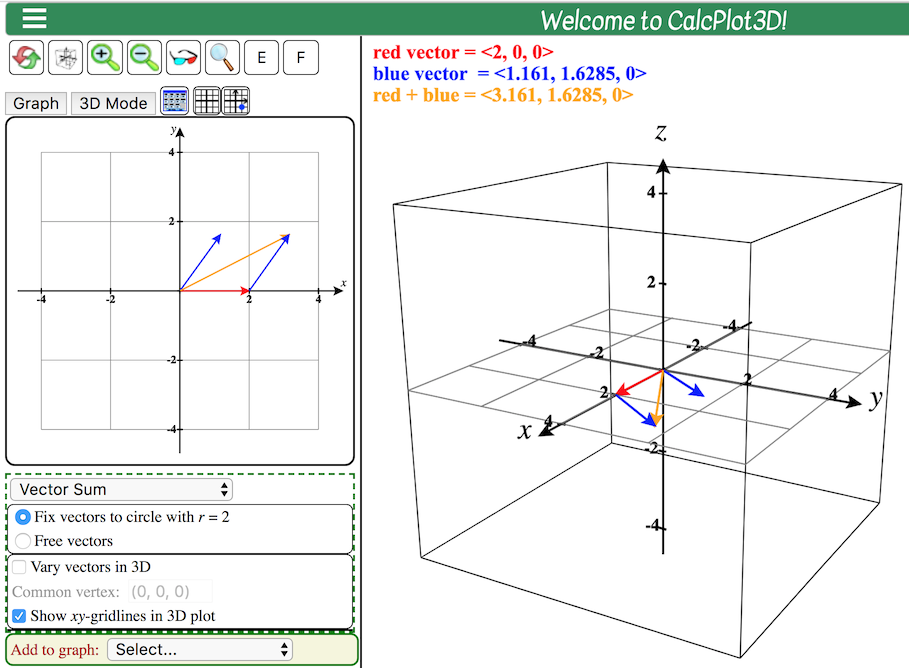 Welcome to CalcPlot3D!
E F
Graph 3D Mode
red vector = <2, 0, 0>
blue vector = <1.161, 1.6285, 0>
red + blue = <3.161, 1.6285, 0>
y
4
2
-4 -2 2 4 x
-2
-4
z
4
2
-4 -4
-2 -2
2 2 4 y
x 4
-2
-4
Vector Sum
Fix vectors to circle with r = 2
Free vectors
Vary vectors in 3D
Common vertex: (0, 0, 0)
Show xy-gridlines in 3D plot
Add to graph: Select...